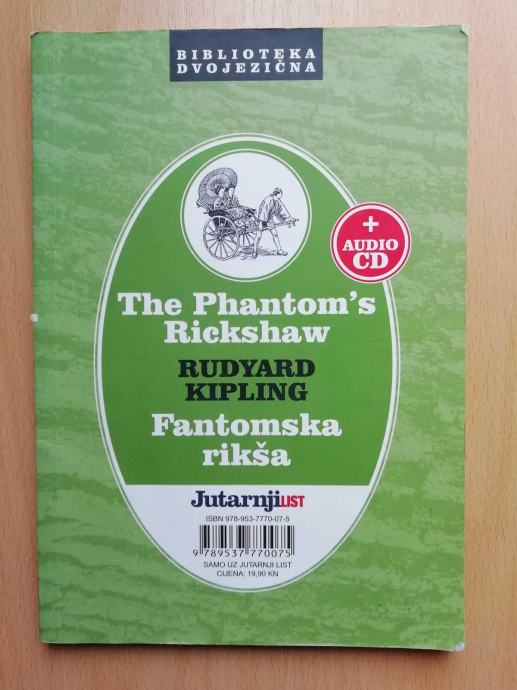 BIBLIOTEKA
DVOJEZIČNA
+
AUDIO
CD
The Phantom's
Rickshaw
RUDYARD
KIPLING
Fantomska
rikša
JutarnjiLIST
ISBN 978-953-7770-07-5
9 789537 770075
SAMO UZ JUTARNJI LIST
CIJENA: 19,90 KN